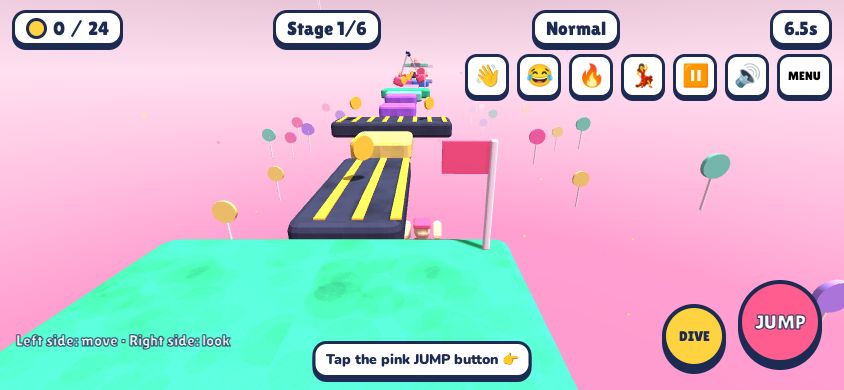 0 / 24
Stage 1/6
Normal
6.5s
MENU
Left side: move · Right side: look
Tap the pink JUMP button 👉
DIVE
JUMP